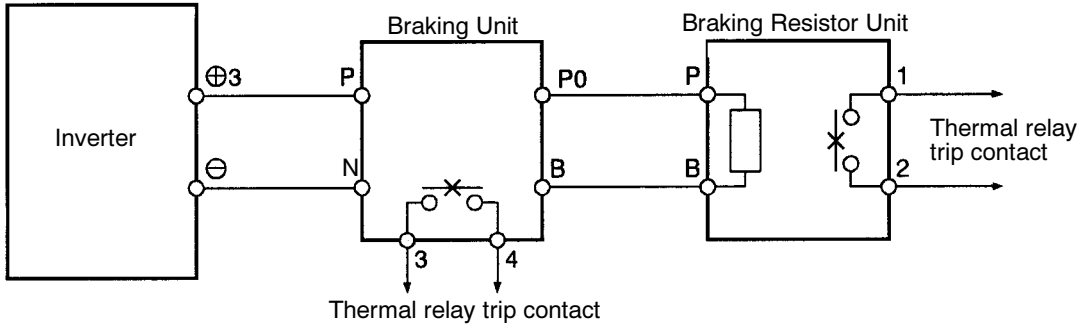 Braking Unit
Braking Resistor Unit
⊕3
P
P0
P
1
Inverter
Thermal relay
trip contact
⊖
N
B
B
2
3
4
Thermal relay trip contact